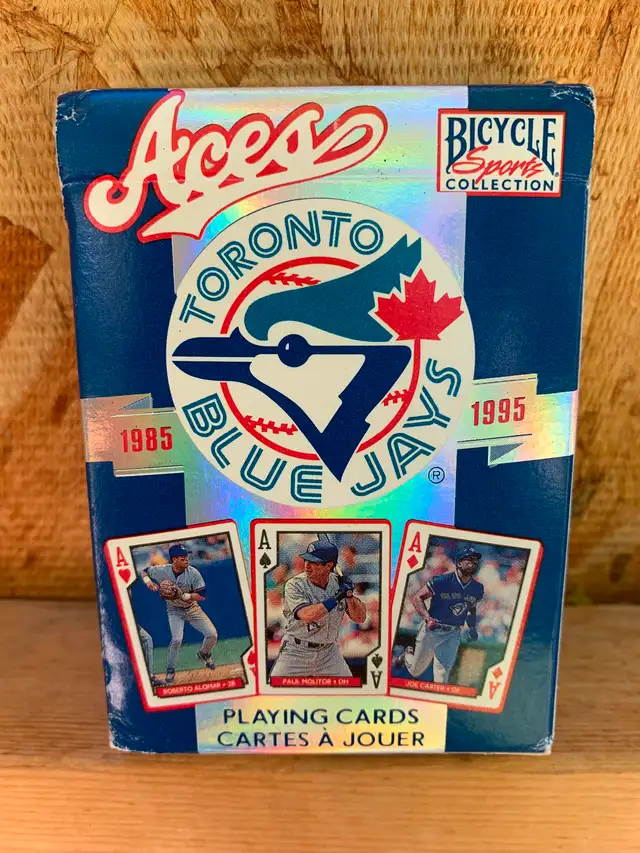 Aces
BICYCLE
Sports
COLLECTION®
TORONTO
BLUE JAYS
®
1985
1995
A
ROBERTO ALOMAR • 2B
A
PAUL MOLITOR • DH
A
A
JOE CARTER • OF
A
PLAYING CARDS
CARTES À JOUER